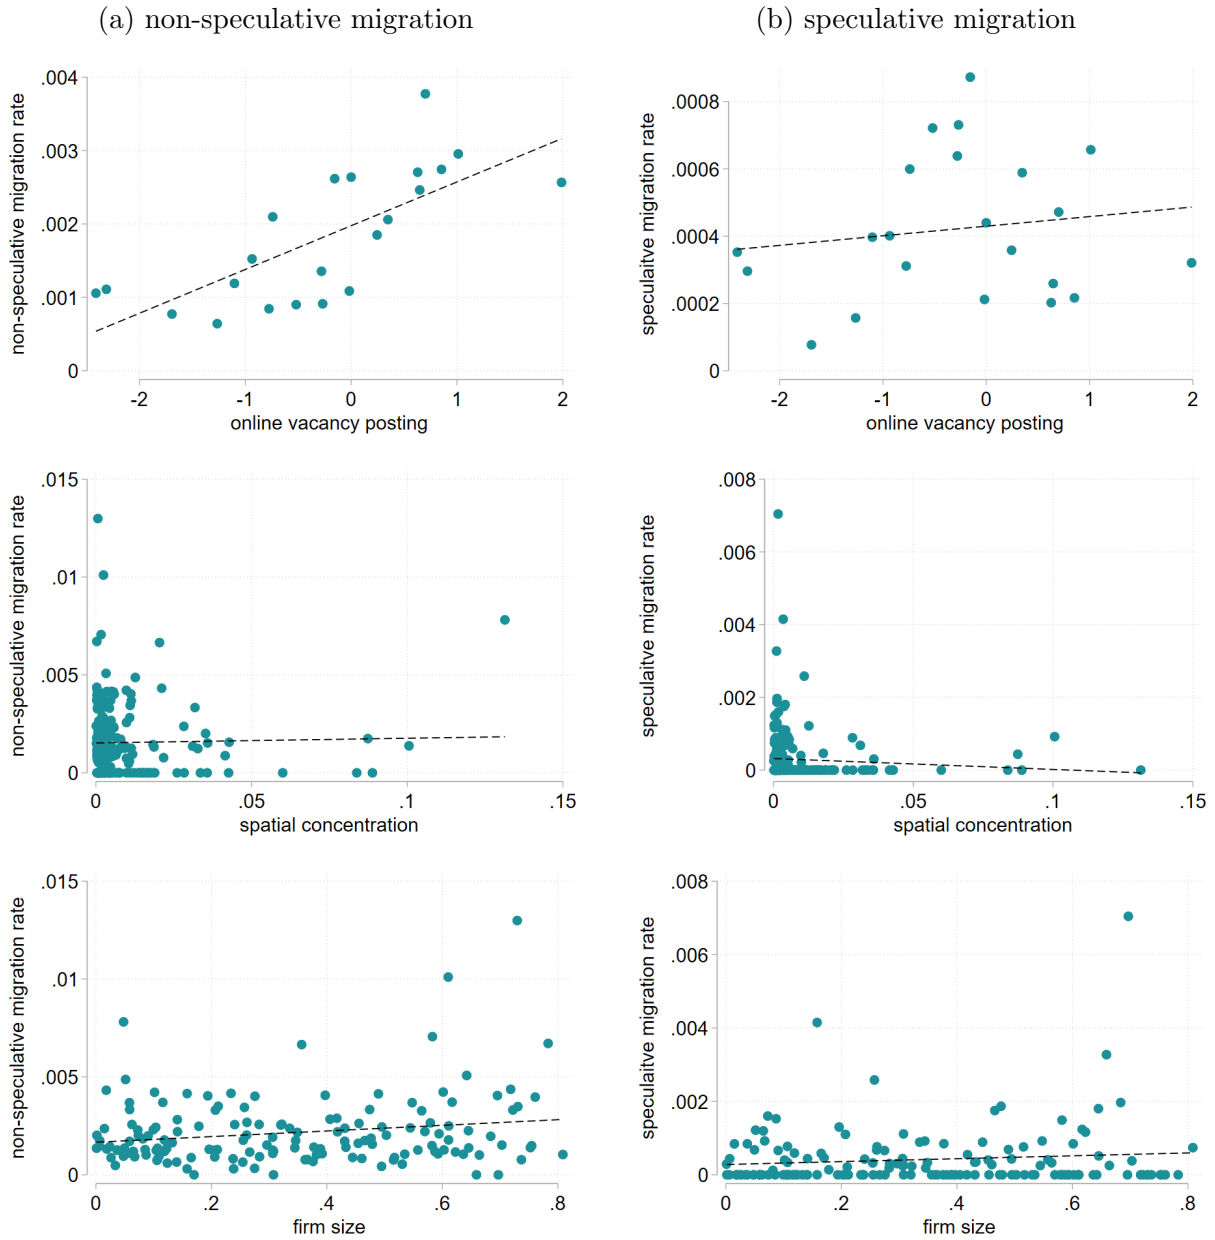 (a) non-speculative migration
(b) speculative migration
non-speculative migration rate
.004
.003
.002
.001
0
-2 -1 0 1 2
online vacancy posting
speculaitve migration rate
.0008
.0006
.0004
.0002
0
-2 -1 0 1 2
online vacancy posting
non-speculative migration rate
.015
.01
.005
0
0 .05 .1 .15
spatial concentration
speculaitve migration rate
.008
.006
.004
.002
0
0 .05 .1 .15
spatial concentration
non-speculative migration rate
.015
.01
.005
0
0 .2 .4 .6 .8
firm size
speculaitve migration rate
.008
.006
.004
.002
0
0 .2 .4 .6 .8
firm size